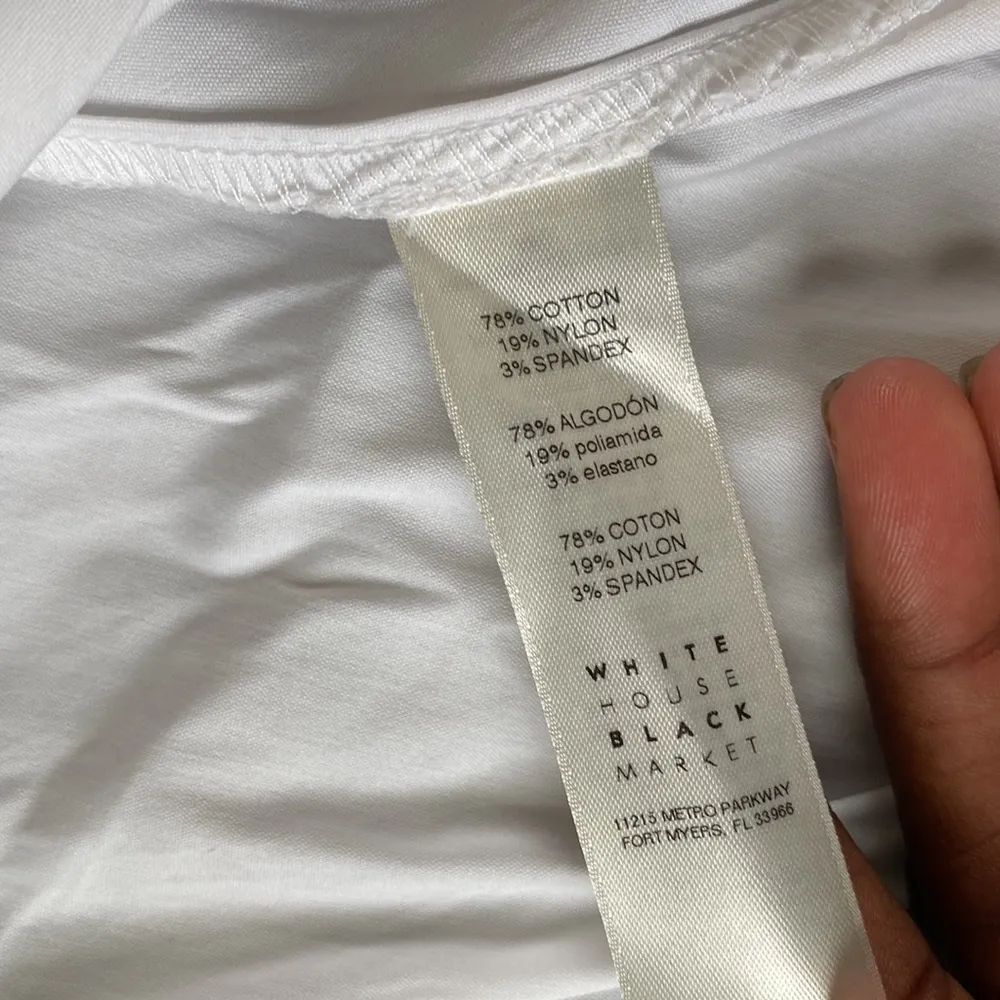 78% COTTON
19% NYLON
3% SPANDEX
78% ALGODÓN
19% poliamida
3% elastano
78% COTON
19% NYLON
3% SPANDEX
WHITE
HOUSE
BLACK
MARKET
11215 METRO PARKWAY
FORT MYERS, FL 33966